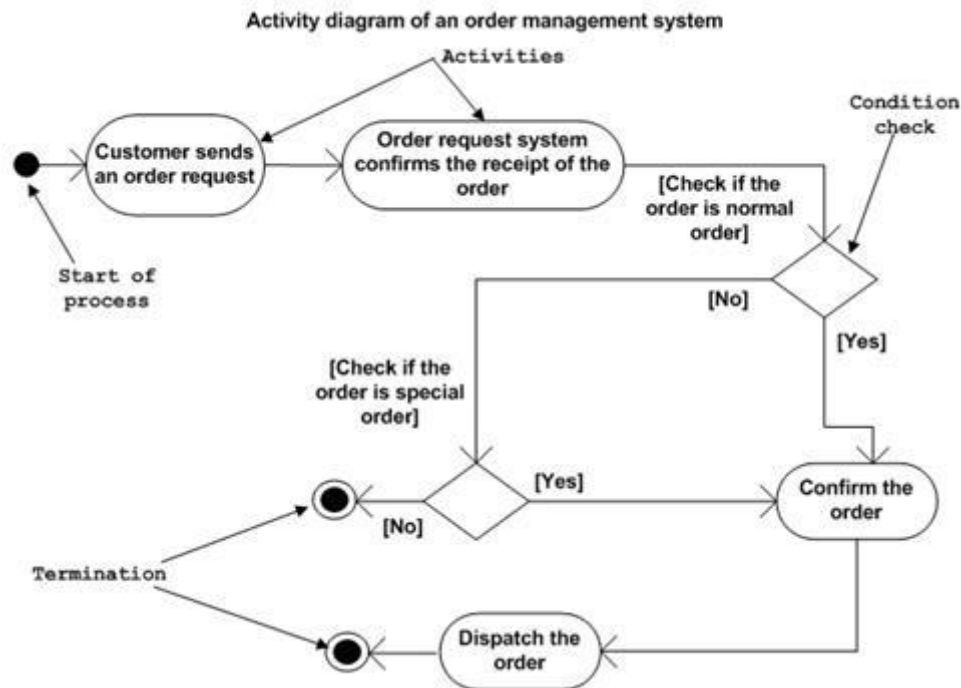 Activity diagram of an order management system
Activities
Condition
check
Customer sends
an order request
Order request system
confirms the receipt of the
order
[Check if the
order is normal
order]
Start of
process
[No]
[Yes]
[Check if the
order is special
order]
[Yes]
[No]
Confirm the
order
Termination
Dispatch the
order